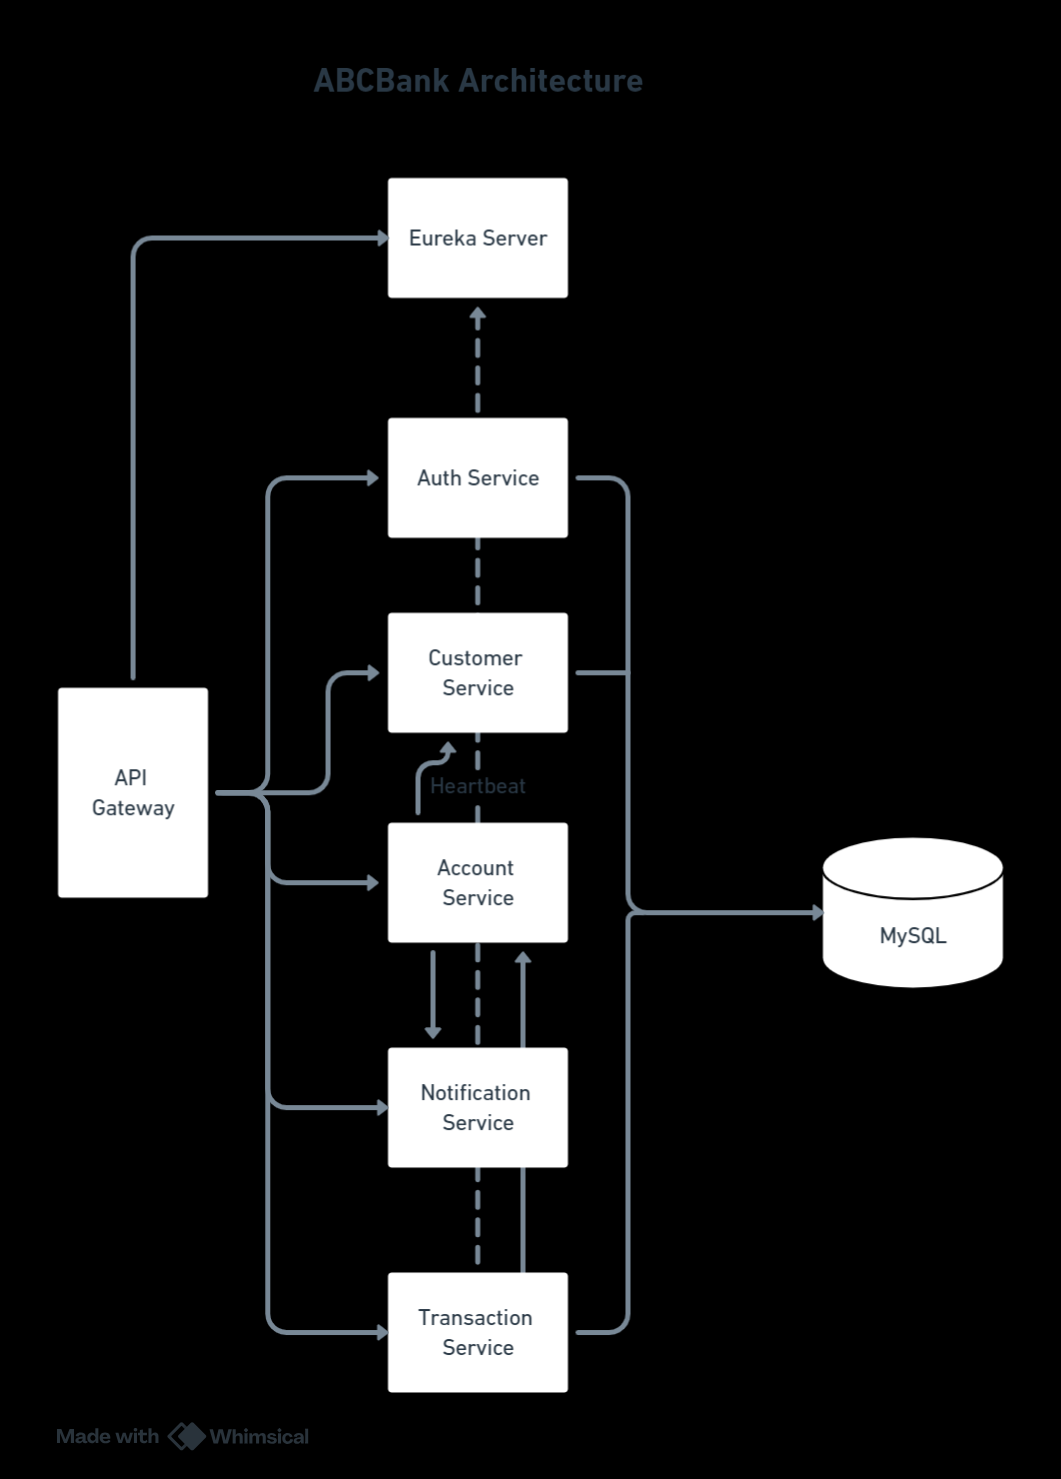 ABCBank Architecture
Eureka Server
Auth Service
Customer
Service
API
Gateway
Heartbeat
Account
Service
MySQL
Notification
Service
Transaction
Service
Made with Whimsical